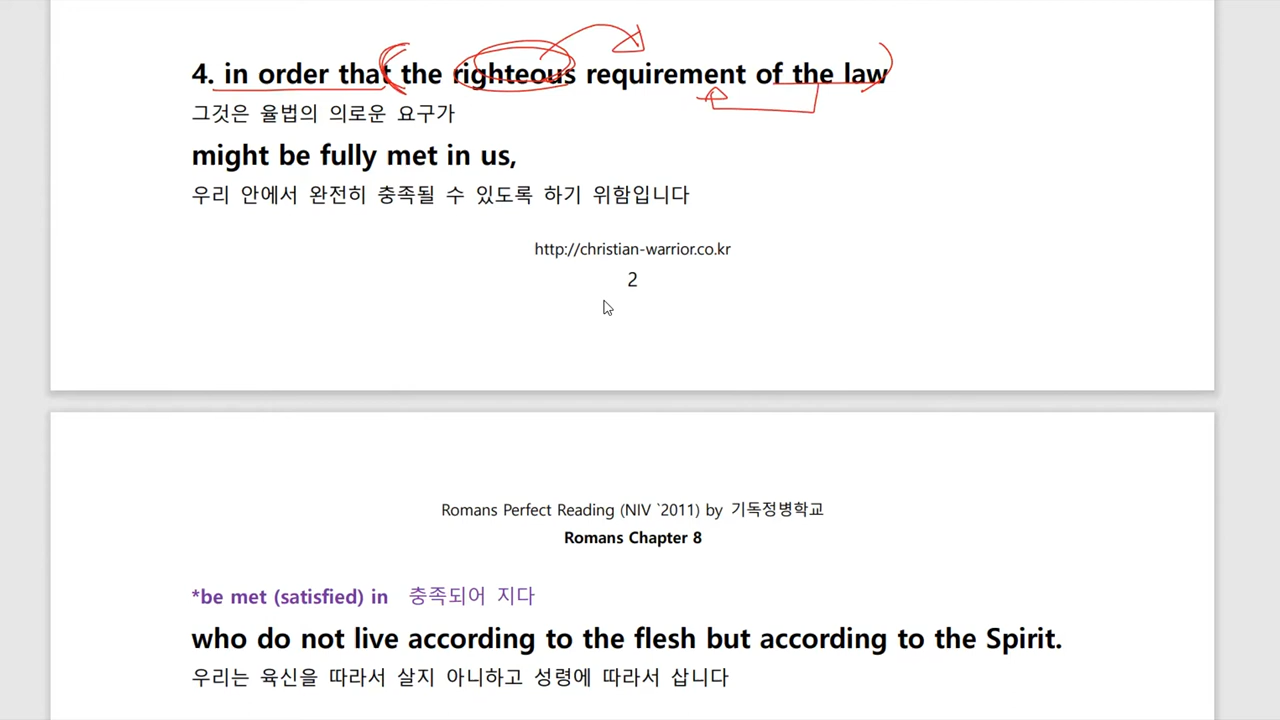 4. in order that the righteous requirement of the law
그것은 율법의 의로운 요구가
might be fully met in us,
우리 안에서 완전히 충족될 수 있도록 하기 위함입니다
http://christian-warrior.co.kr
2
Romans Perfect Reading (NIV `2011) by 기독정병학교
Romans Chapter 8
*be met (satisfied) in 충족되어 지다
who do not live according to the flesh but according to the Spirit.
우리는 육신을 따라서 살지 아니하고 성령에 따라서 삽니다